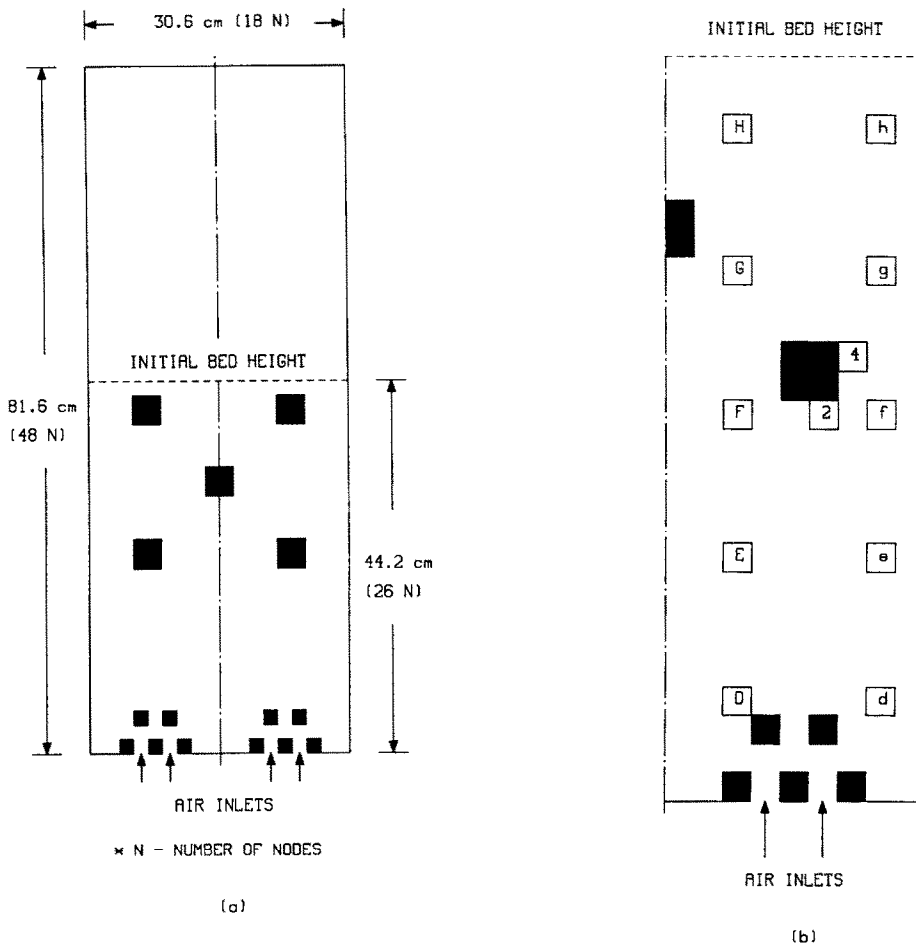 30.6 cm (18 N)
INITIAL BED HEIGHT
81.6 cm
(48 N)
44.2 cm
(26 N)
AIR INLETS
* N - NUMBER OF NODES
(a)
INITIAL BED HEIGHT
H h
G g
4
F 2 f
E e
D d
AIR INLETS
(b)